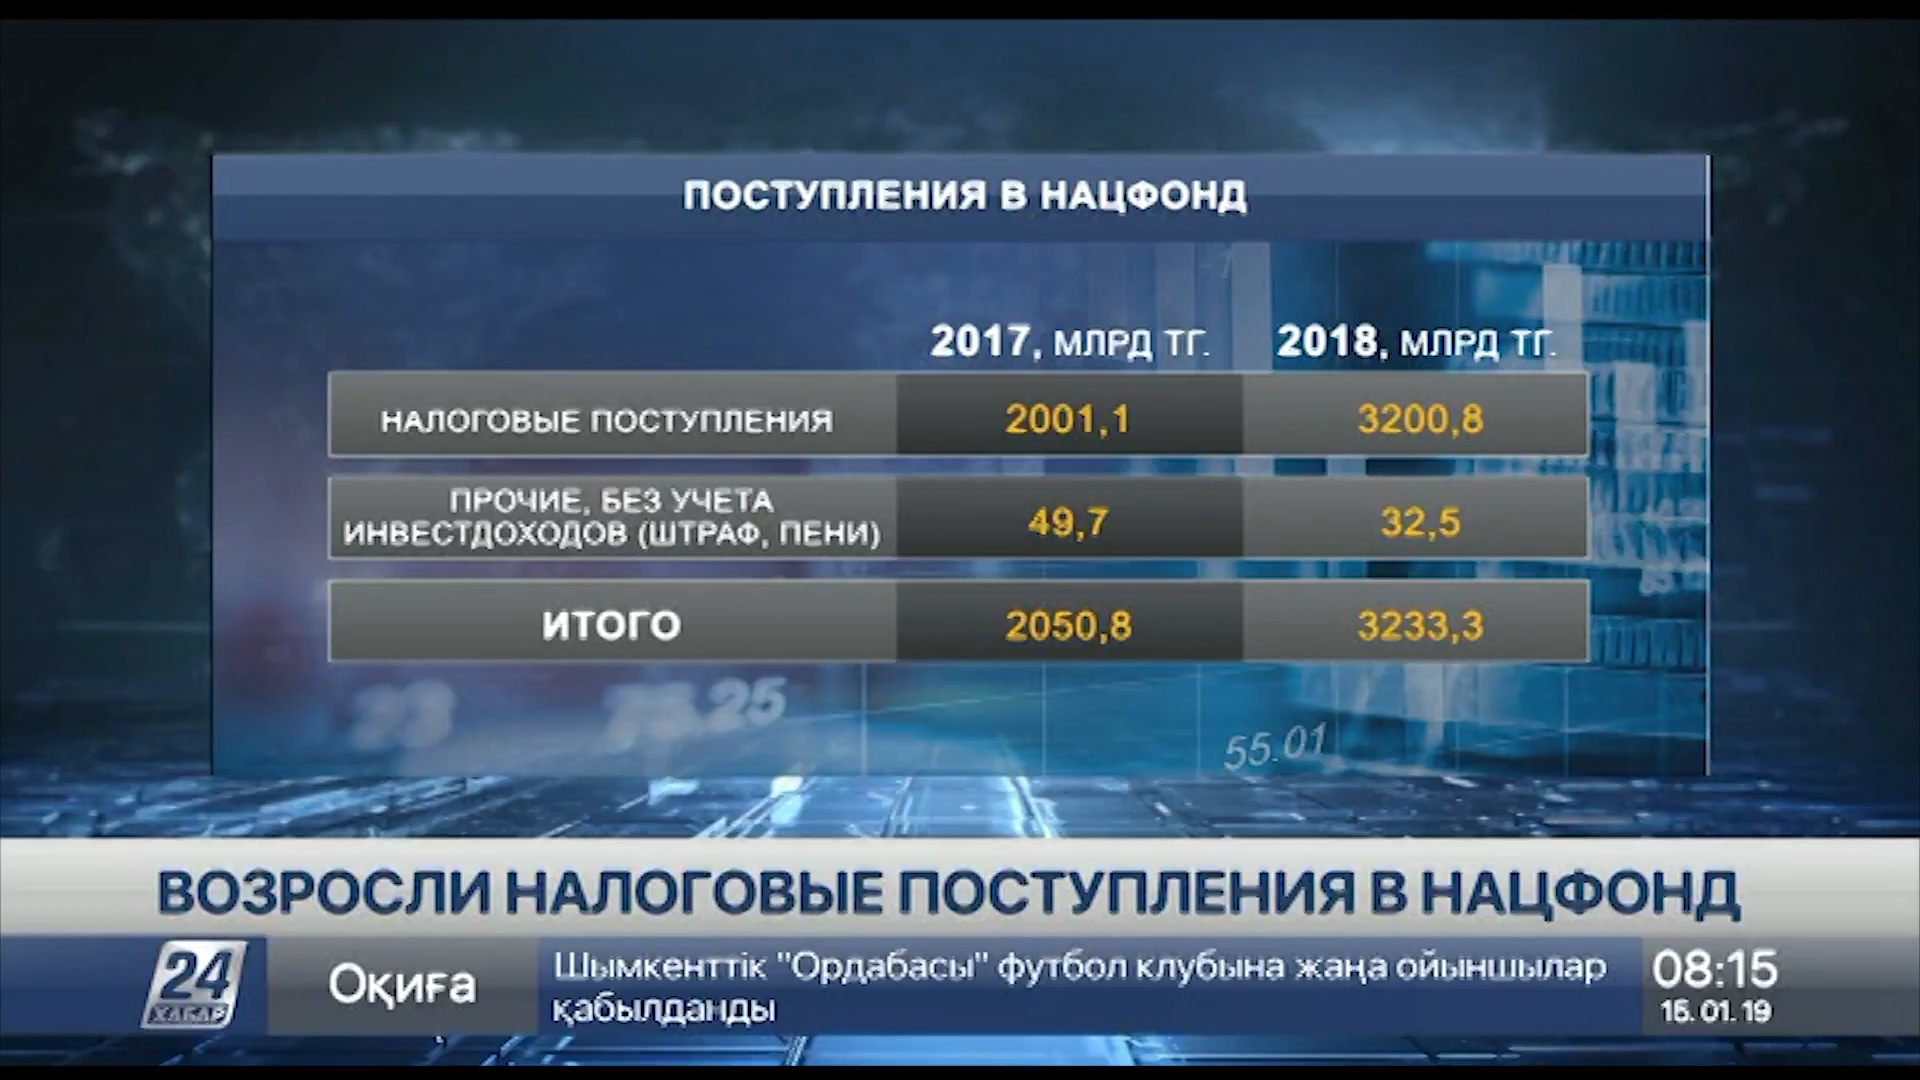 ПОСТУПЛЕНИЯ В НАЦФОНД
2017, МЛРД ТГ. 2018, МЛРД ТГ.
НАЛОГОВЫЕ ПОСТУПЛЕНИЯ 2001,1 3200,8
ПРОЧИЕ, БЕЗ УЧЕТА
ИНВЕСТДОХОДОВ (ШТРАФ, ПЕНИ) 49,7 32,5
ИТОГО 2050,8 3233,3
55.01
ВОЗРОСЛИ НАЛОГОВЫЕ ПОСТУПЛЕНИЯ В НАЦФОНД
24
ХАБАР
Оқиға
Шымкенттік "Ордабасы" футбол клубына жаңа ойыншылар
қабылданды
08:15
15.01.19